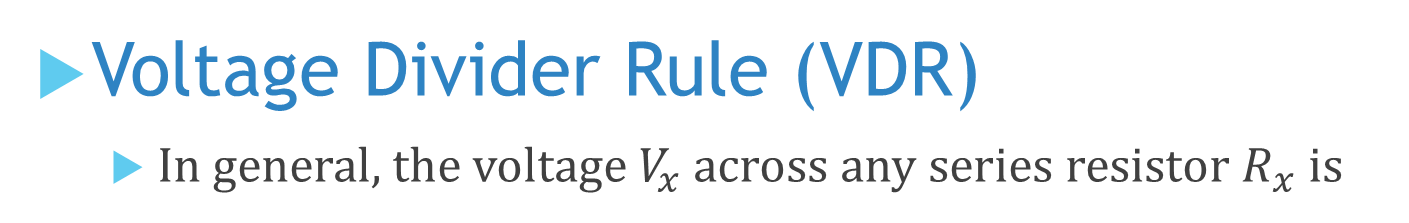 Voltage Divider Rule (VDR)
In general, the voltage Vₓ across any series resistor Rₓ is